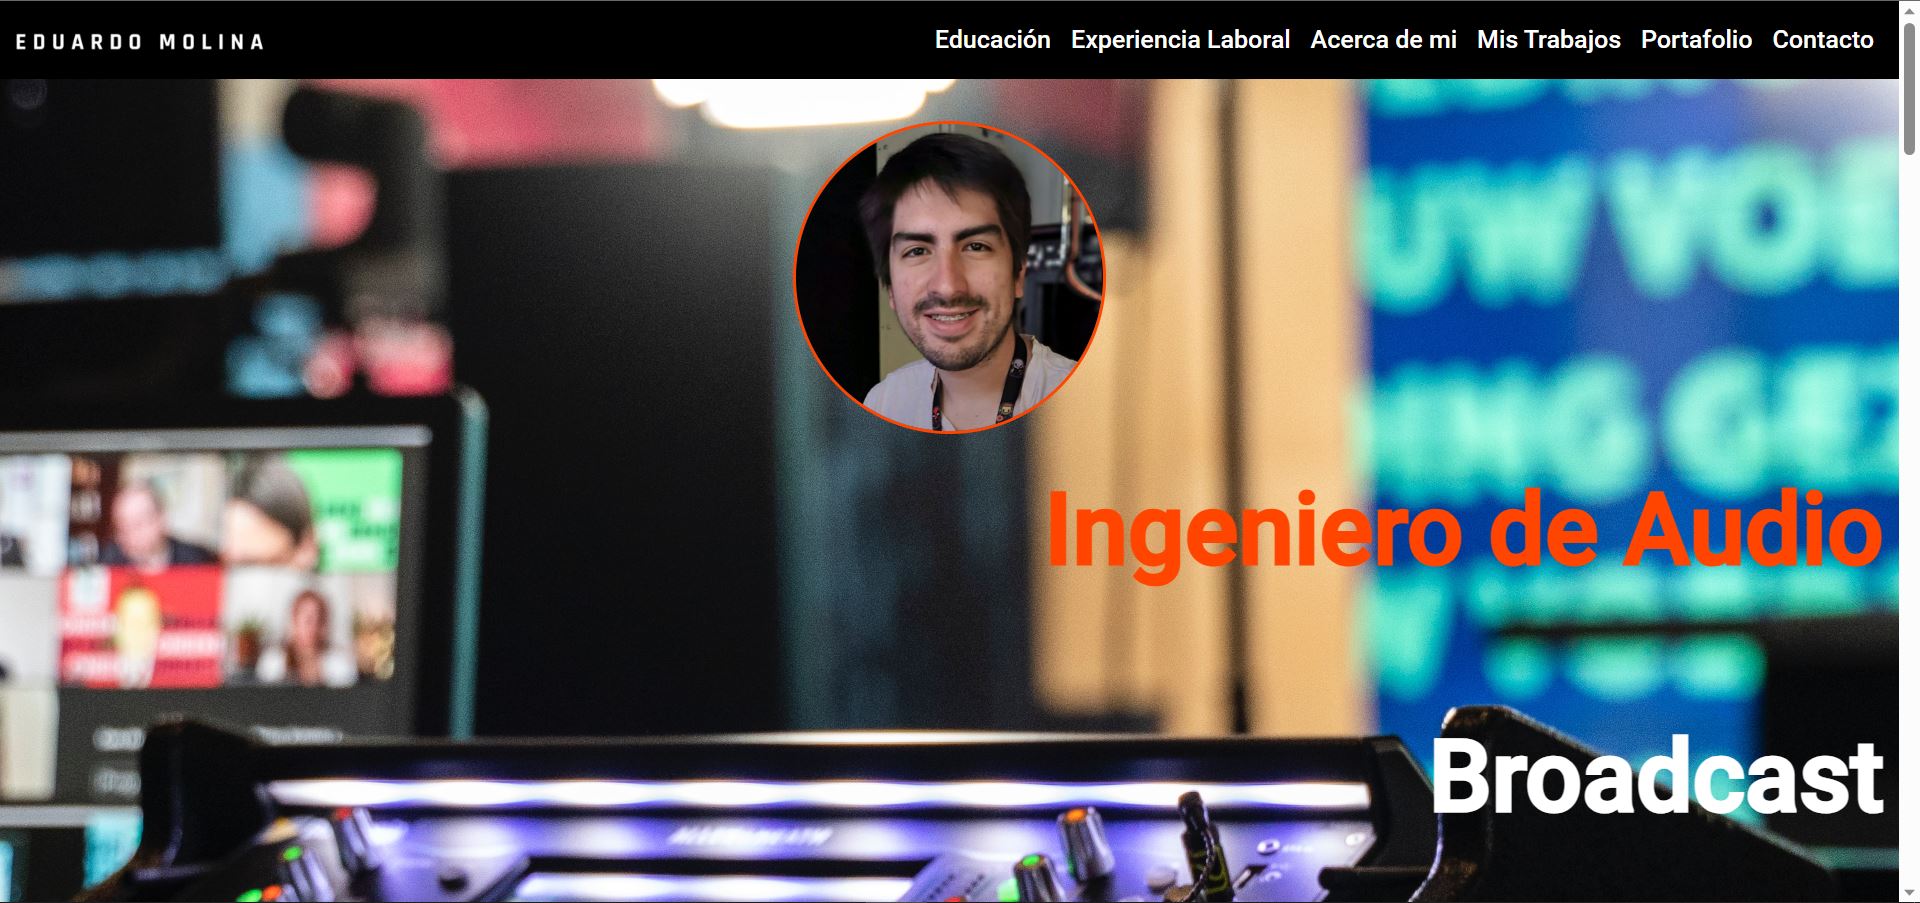 EDUARDO MOLINA
Educación Experiencia Laboral Acerca de mi Mis Trabajos Portafolio Contacto
Ingeniero de Audio
Broadcast